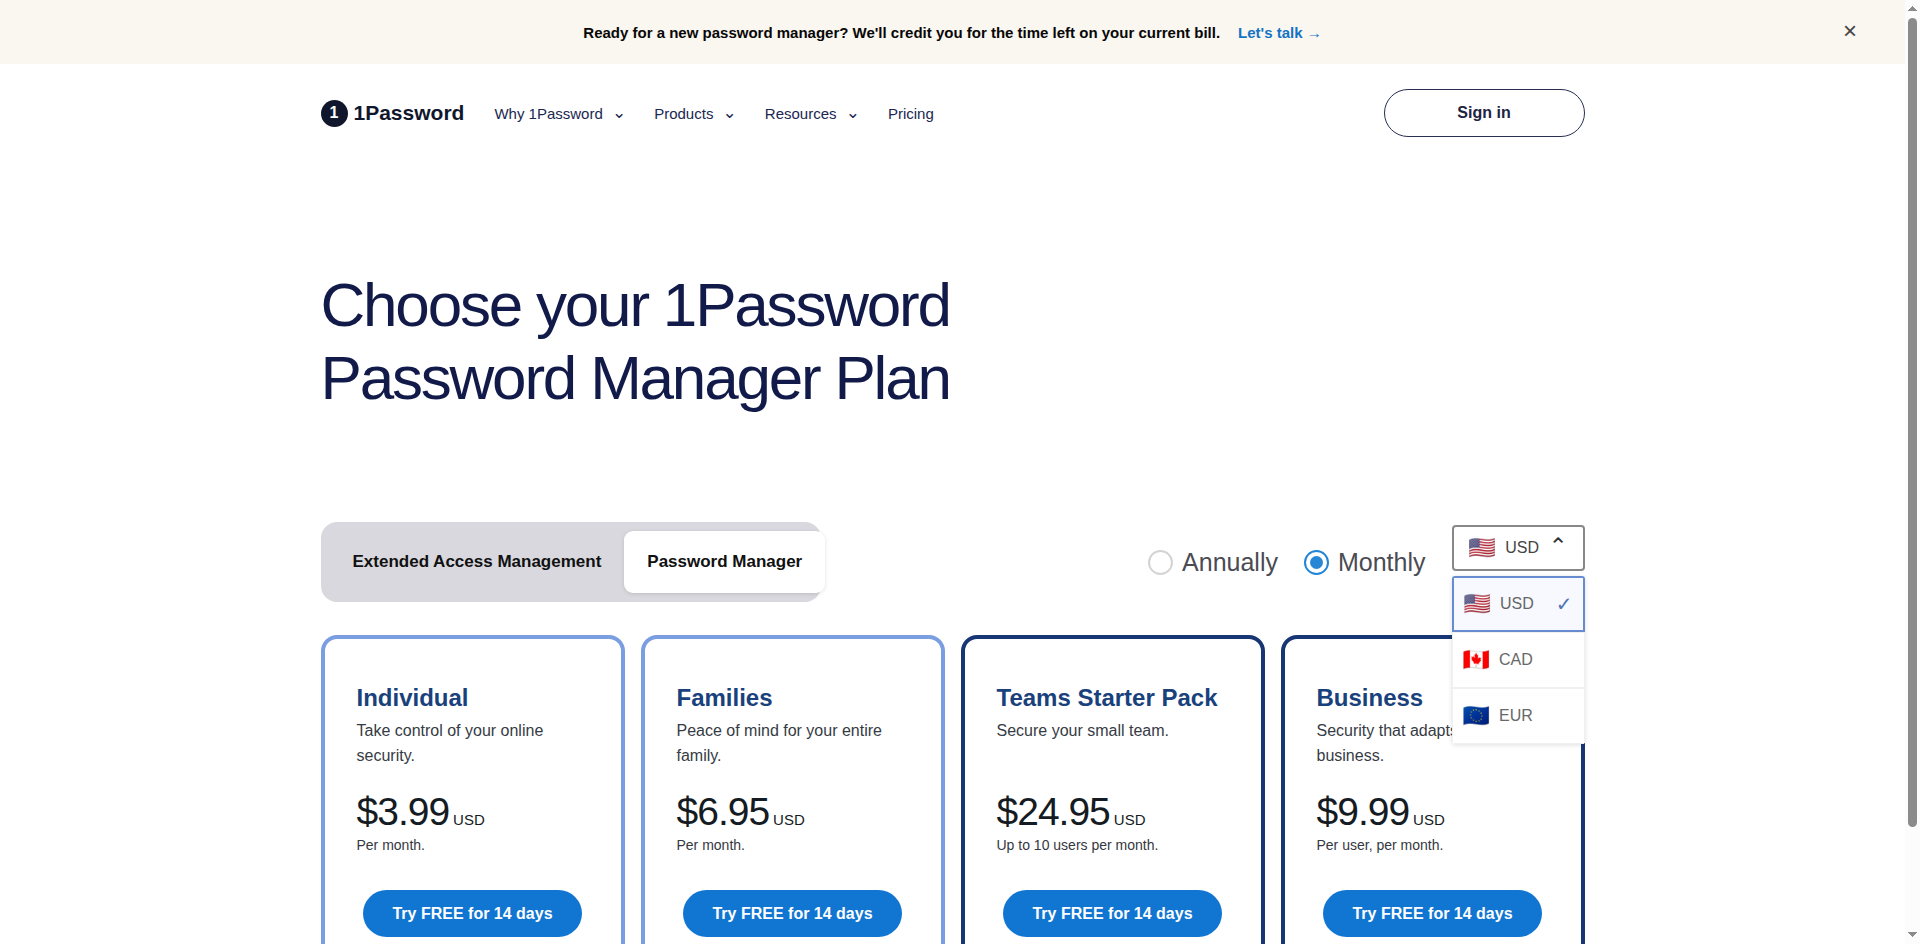 Ready for a new password manager? We'll credit you for the time left on your current bill. Let's talk →
1 1Password Why 1Password Products Resources Pricing Sign in
Choose your 1Password
Password Manager Plan
Extended Access Management Password Manager Annually Monthly USD
USD ✓
CAD
EUR
Individual
Take control of your online
security.
$3.99 USD
Per month.
Try FREE for 14 days
Families
Peace of mind for your entire
family.
$6.95 USD
Per month.
Try FREE for 14 days
Teams Starter Pack
Secure your small team.
$24.95 USD
Up to 10 users per month.
Try FREE for 14 days
Business
Security that adapts
business.
$9.99 USD
Per user, per month.
Try FREE for 14 days